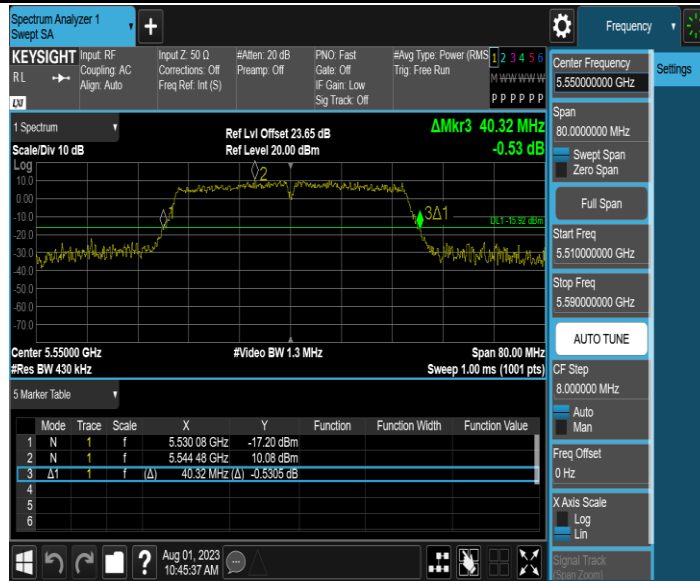 Spectrum Analyzer 1
Swept SA
+
Frequency
KEYSIGHT
RL
LXI
Input: RF
Coupling: AC
Align: Auto
Input Z: 50 Ω
Corrections: Off
Freq Ref: Int (S)
#Atten: 20 dB
Preamp: Off
PNO: Fast
Gate: Off
IF Gain: Low
Sig Track: Off
#Avg Type: Power (RMS
Trig: Free Run
1 2 3 4 5 6
M W W W W W
P P P P P P
1 Spectrum
Scale/Div 10 dB
Ref Lvl Offset 23.65 dB
Ref Level 20.00 dBm
ΔMkr3 40.32 MHz
-0.53 dB
Log
10.0
0.00
-10.0
-20.0
-30.0
-40.0
-50.0
-60.0
-70.0
1
2
3Δ1
DL1 -15.92 dBm
Center 5.55000 GHz
#Res BW 430 kHz
#Video BW 1.3 MHz
Span 80.00 MHz
Sweep 1.00 ms (1001 pts)
5 Marker Table
Mode Trace Scale X Y Function Function Width Function Value
1 N 1 f 5.530 08 GHz -17.20 dBm
2 N 1 f 5.544 48 GHz 10.08 dBm
3 Δ1 1 f (Δ) 40.32 MHz (Δ) -0.5305 dB
4
5
6
Aug 01, 2023
10:45:37 AM
?
Center Frequency
5.550000000 GHz
Span
80.0000000 MHz
Swept Span
Zero Span
Full Span
Start Freq
5.510000000 GHz
Stop Freq
5.590000000 GHz
AUTO TUNE
CF Step
8.000000 MHz
Auto
Man
Freq Offset
0 Hz
X Axis Scale
Log
Lin
Signal Track
(Span Zoom)
Settings